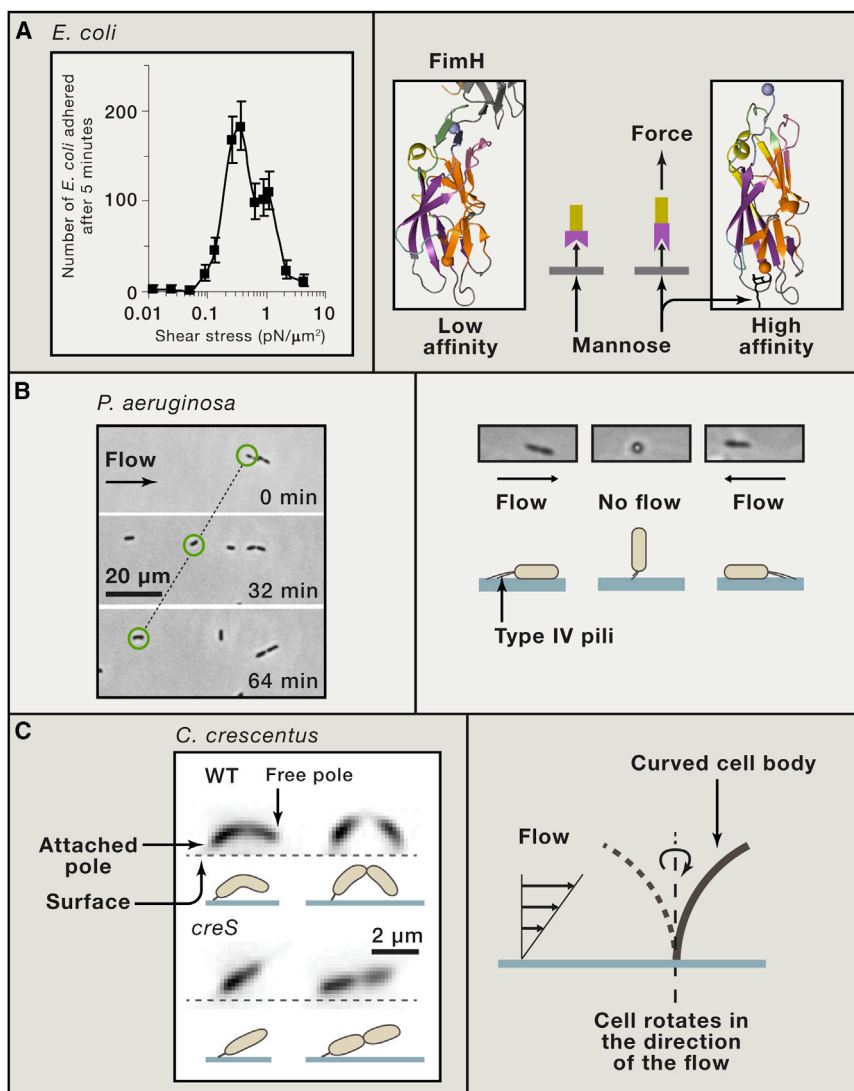 A
E. coli
Number of E. coli adhered
after 5 minutes
200
100
0
0.01
0.1
1
10
Shear stress (pN/μm²)
FimH
Force
Low
affinity
Mannose
High
affinity
B
P. aeruginosa
Flow
0 min
20 μm
32 min
64 min
Flow
No flow
Flow
Type IV pili
C
C. crescentus
WT
Free pole
Attached
pole
Surface
creS
2 μm
Curved cell body
Flow
Cell rotates in
the direction
of the flow